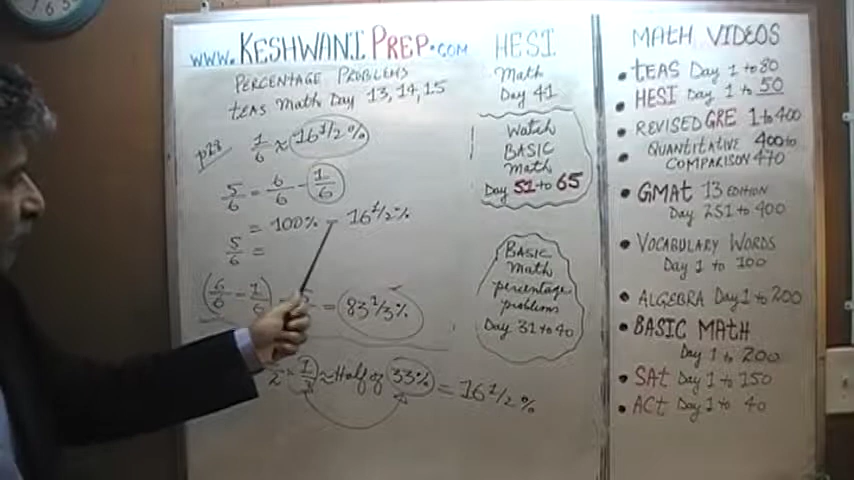 www.KESHWANI PREP.com
PERCENTAGE PROBLEMS
TEAS Math Day 13, 14, 15
p28
1/6 ≈ 16 1/2 %
5/6 = 6/6 - 1/6
= 100% - 16 1/2 %
5/6 =
(6/6 - 1/6)
= 83 1/3 %
1/3 ≈ Half of 33% = 16 1/2 %
HESI
Math
Day 41
Watch
BASIC
Math
Day 51 to 65
BASIC
Math
percentage
problems
Day 31 to 40
MATH VIDEOS
• TEAS Day 1 to 80
• HESI Day 1 to 50
• REVISED GRE 1 to 400
• QUANTITATIVE 400 to
COMPARISON 470
• GMAT 13 EDITION
Day 251 to 400
• VOCABULARY WORDS
Day 1 to 100
• ALGEBRA Day 1 to 200
• BASIC MATH
Day 1 to 200
• SAT Day 1 to 150
• ACT Day 1 to 40